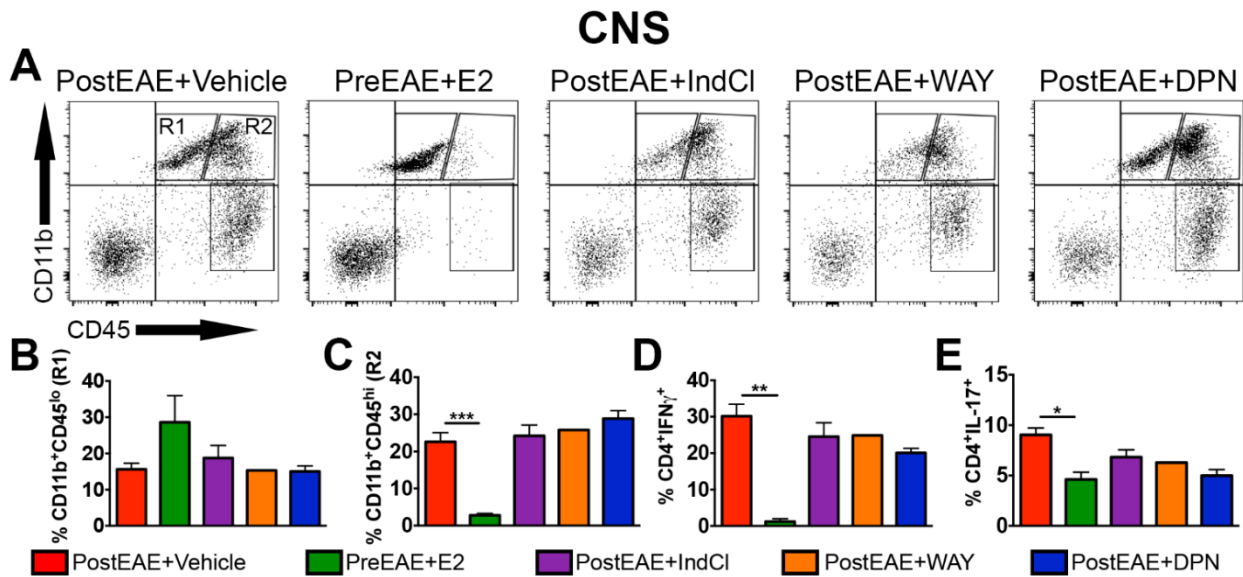 CNS
A
PostEAE+Vehicle PreEAE+E2 PostEAE+IndCl PostEAE+WAY PostEAE+DPN
R1 R2
CD11b
CD45
B
% CD11b⁺CD45ˡᵒ (R1)
40
30
20
10
0
C
% CD11b⁺CD45ʰⁱ (R2
40
30
20
10
0
***
D
% CD4⁺IFNγ⁺
40
30
20
10
0
**
E
% CD4⁺IL-17⁺
15
10
5
0
*
PostEAE+Vehicle PreEAE+E2 PostEAE+IndCl PostEAE+WAY PostEAE+DPN